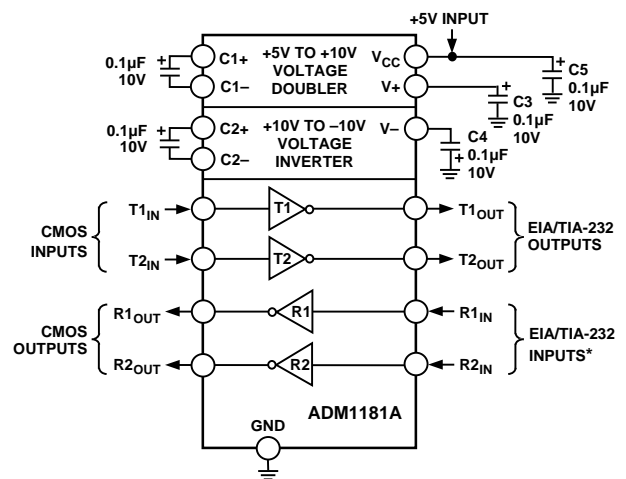 +5V INPUT
0.1µF
10V
C1+
C1–
+5V TO +10V
VOLTAGE
DOUBLER
VCC
V+
C5
0.1µF
10V
C3
0.1µF
10V
0.1µF
10V
C2+
C2–
+10V TO –10V
VOLTAGE
INVERTER
V–
C4
0.1µF
10V
CMOS
INPUTS
T1IN
T1
T1OUT
T2IN
T2
T2OUT
EIA/TIA-232
OUTPUTS
CMOS
OUTPUTS
R1OUT
R1
R1IN
R2OUT
R2
R2IN
EIA/TIA-232
INPUTS*
ADM1181A
GND